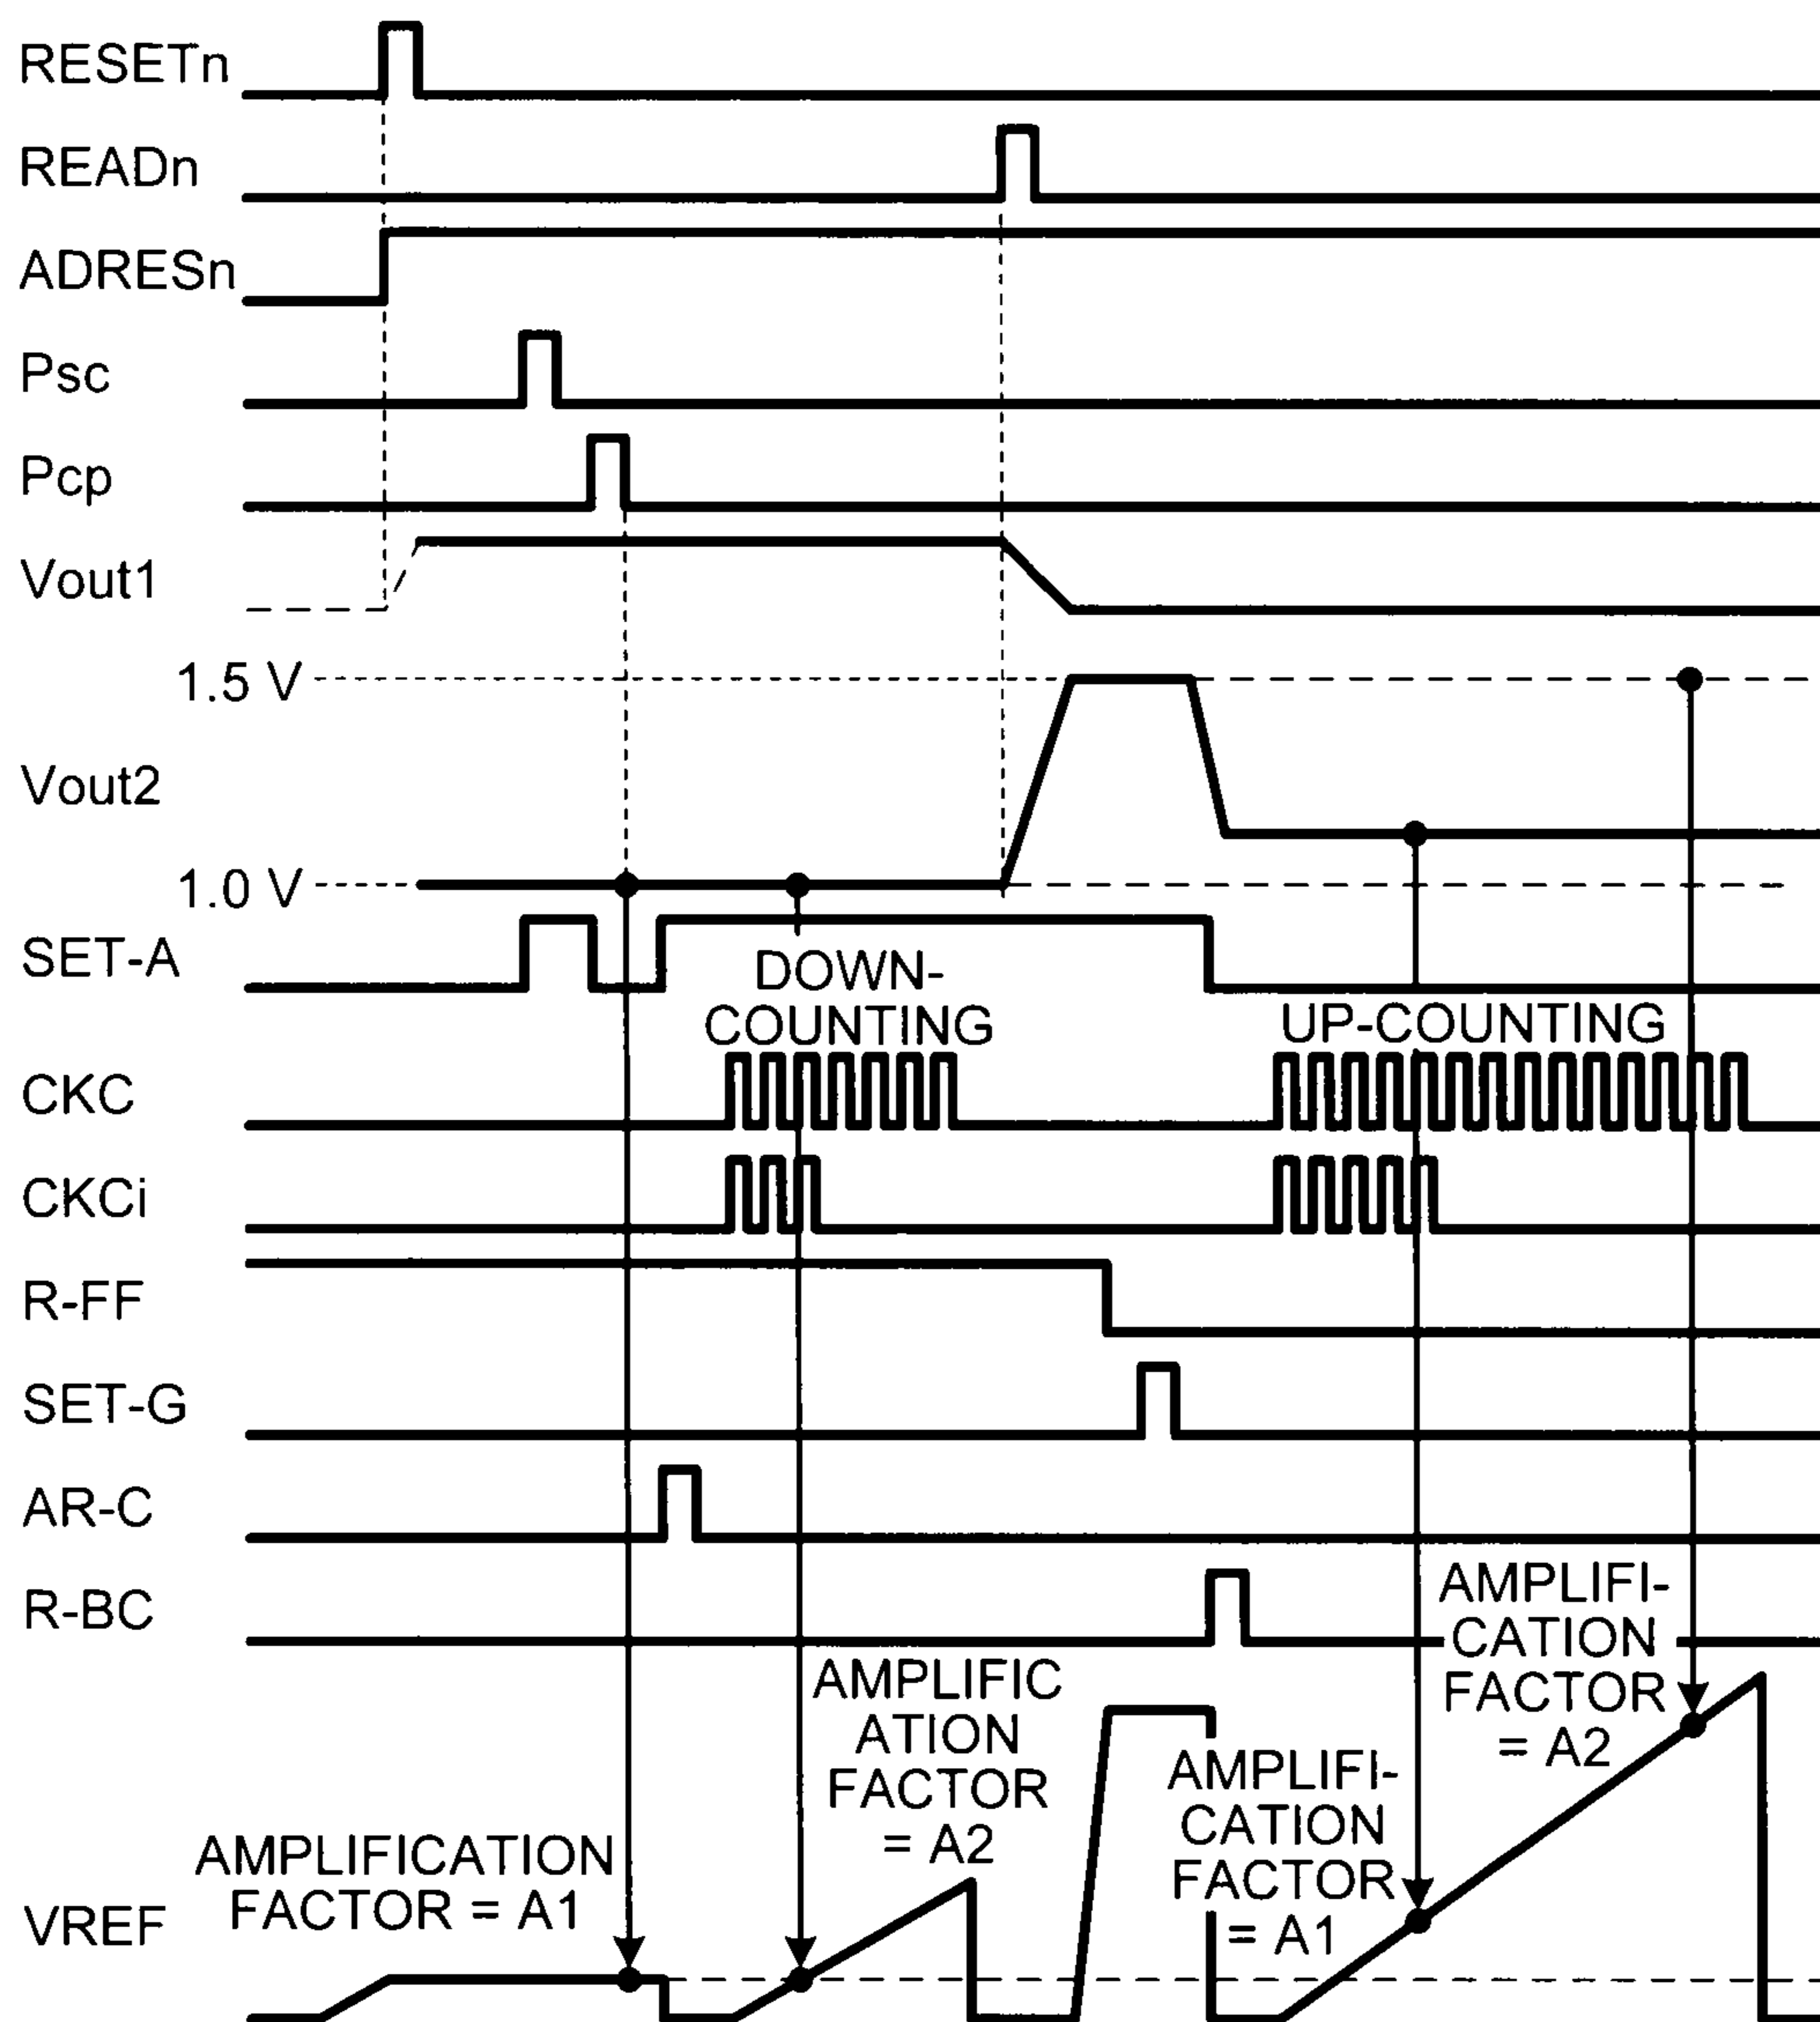 RESETn
READn
ADRESn
Psc
Pcp
Vout1
1.5 V
Vout2
1.0 V
SET-A
DOWN-
COUNTING
UP-COUNTING
CKC
CKCi
R-FF
SET-G
AR-C
R-BC
AMPLIFI-
CATION
FACTOR
= A2
AMPLIFIC
ATION
FACTOR
= A2
AMPLIFI-
CATION
FACTOR
= A1
AMPLIFICATION
FACTOR = A1
VREF